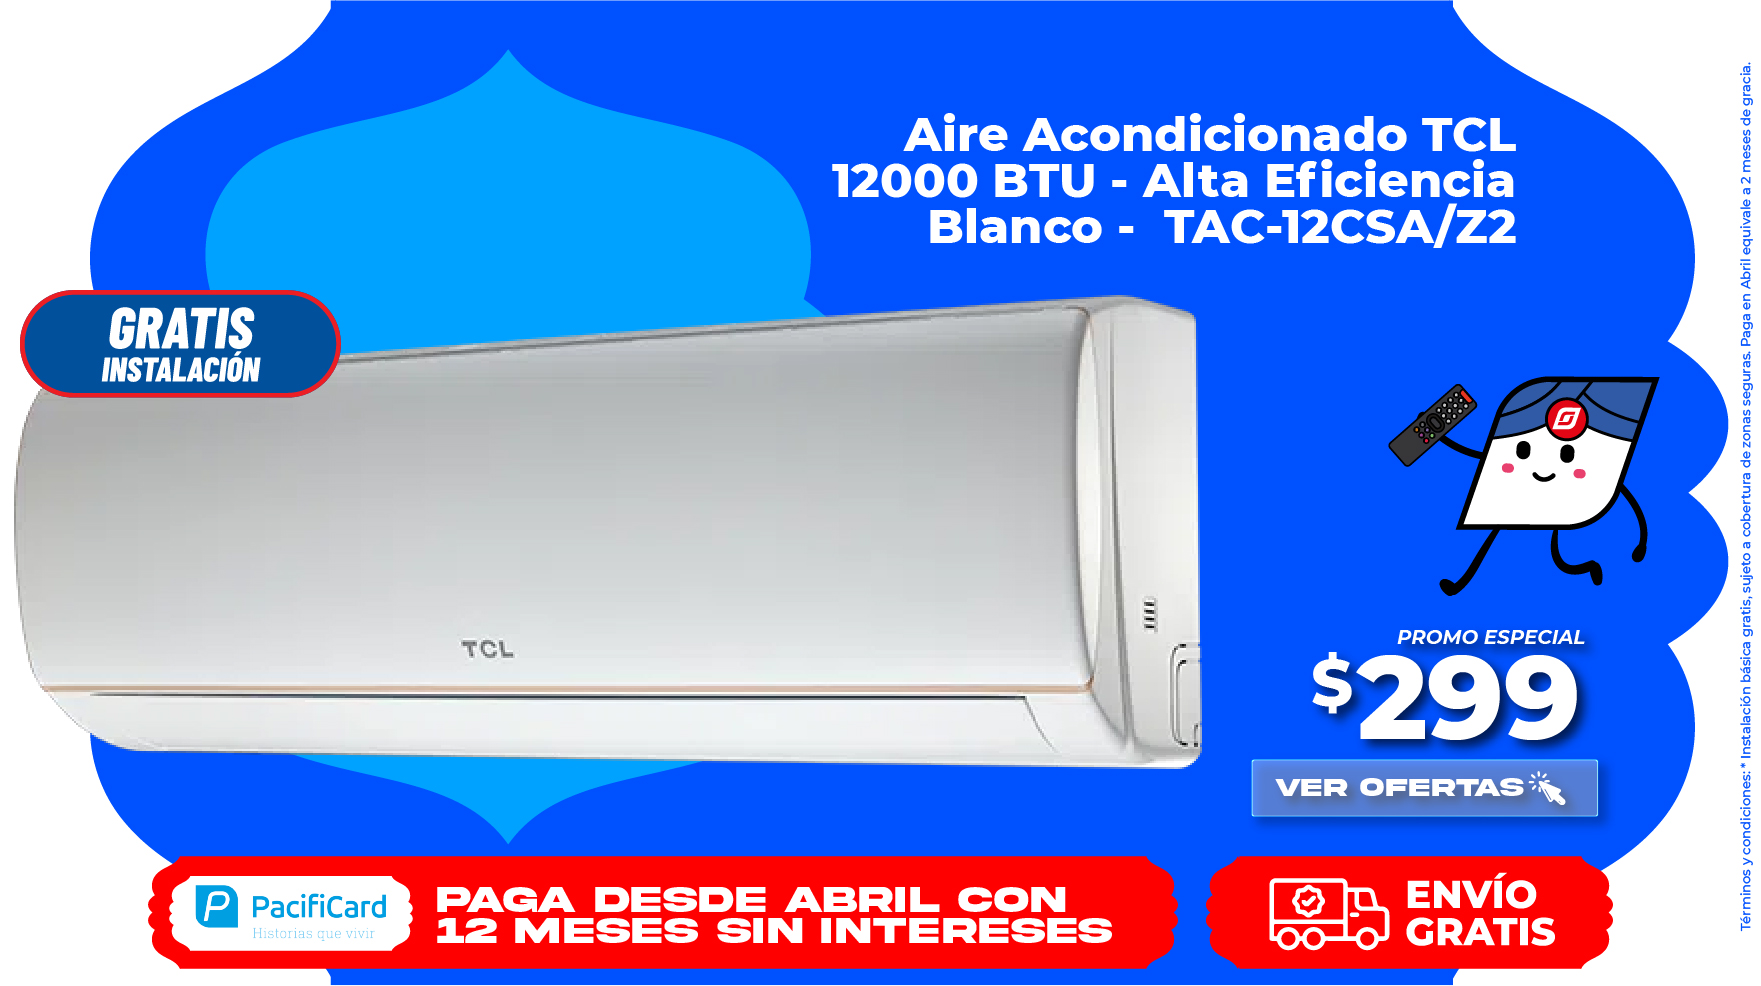 Aire Acondicionado TCL
12000 BTU - Alta Eficiencia
Blanco - TAC-12CSA/Z2
GRATIS
INSTALACIÓN
TCL
PROMO ESPECIAL
$299
VER OFERTAS
PacifiCard
Historias que vivir
PAGA DESDE ABRIL CON
12 MESES SIN INTERESES
ENVÍO
GRATIS
Términos y condiciones: * Instalación básica gratis, sujeto a cobertura de zonas seguras. Paga en Abril equivale a 2 meses de gracia.